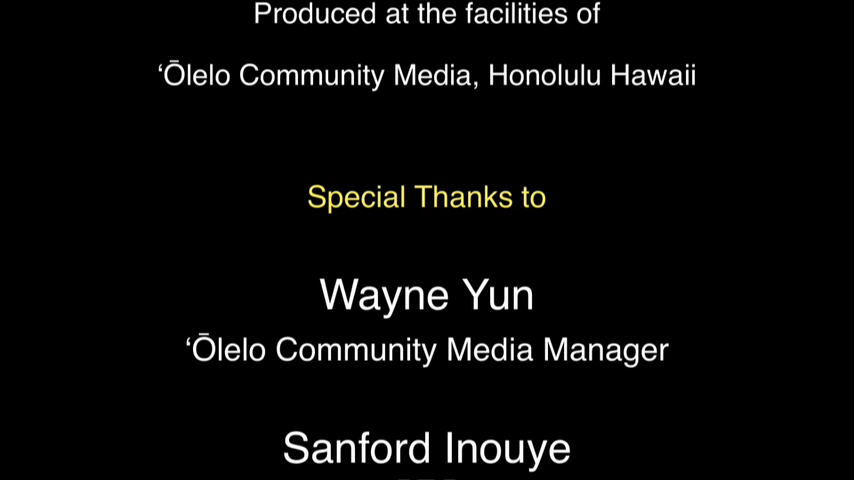 Produced at the facilities of
‘Ōlelo Community Media, Honolulu Hawaii
Special Thanks to
Wayne Yun
‘Ōlelo Community Media Manager
Sanford Inouye